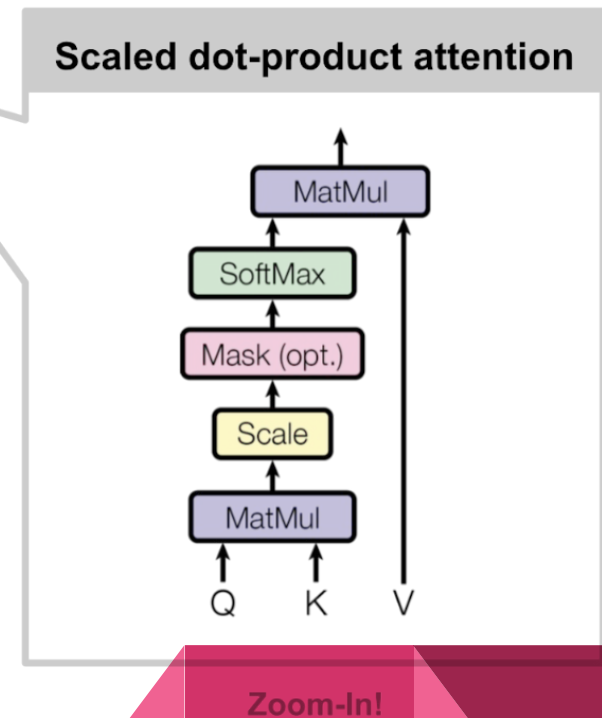 Scaled dot-product attention
MatMul
SoftMax
Mask (opt.)
Scale
MatMul
Q K V
Zoom-In!